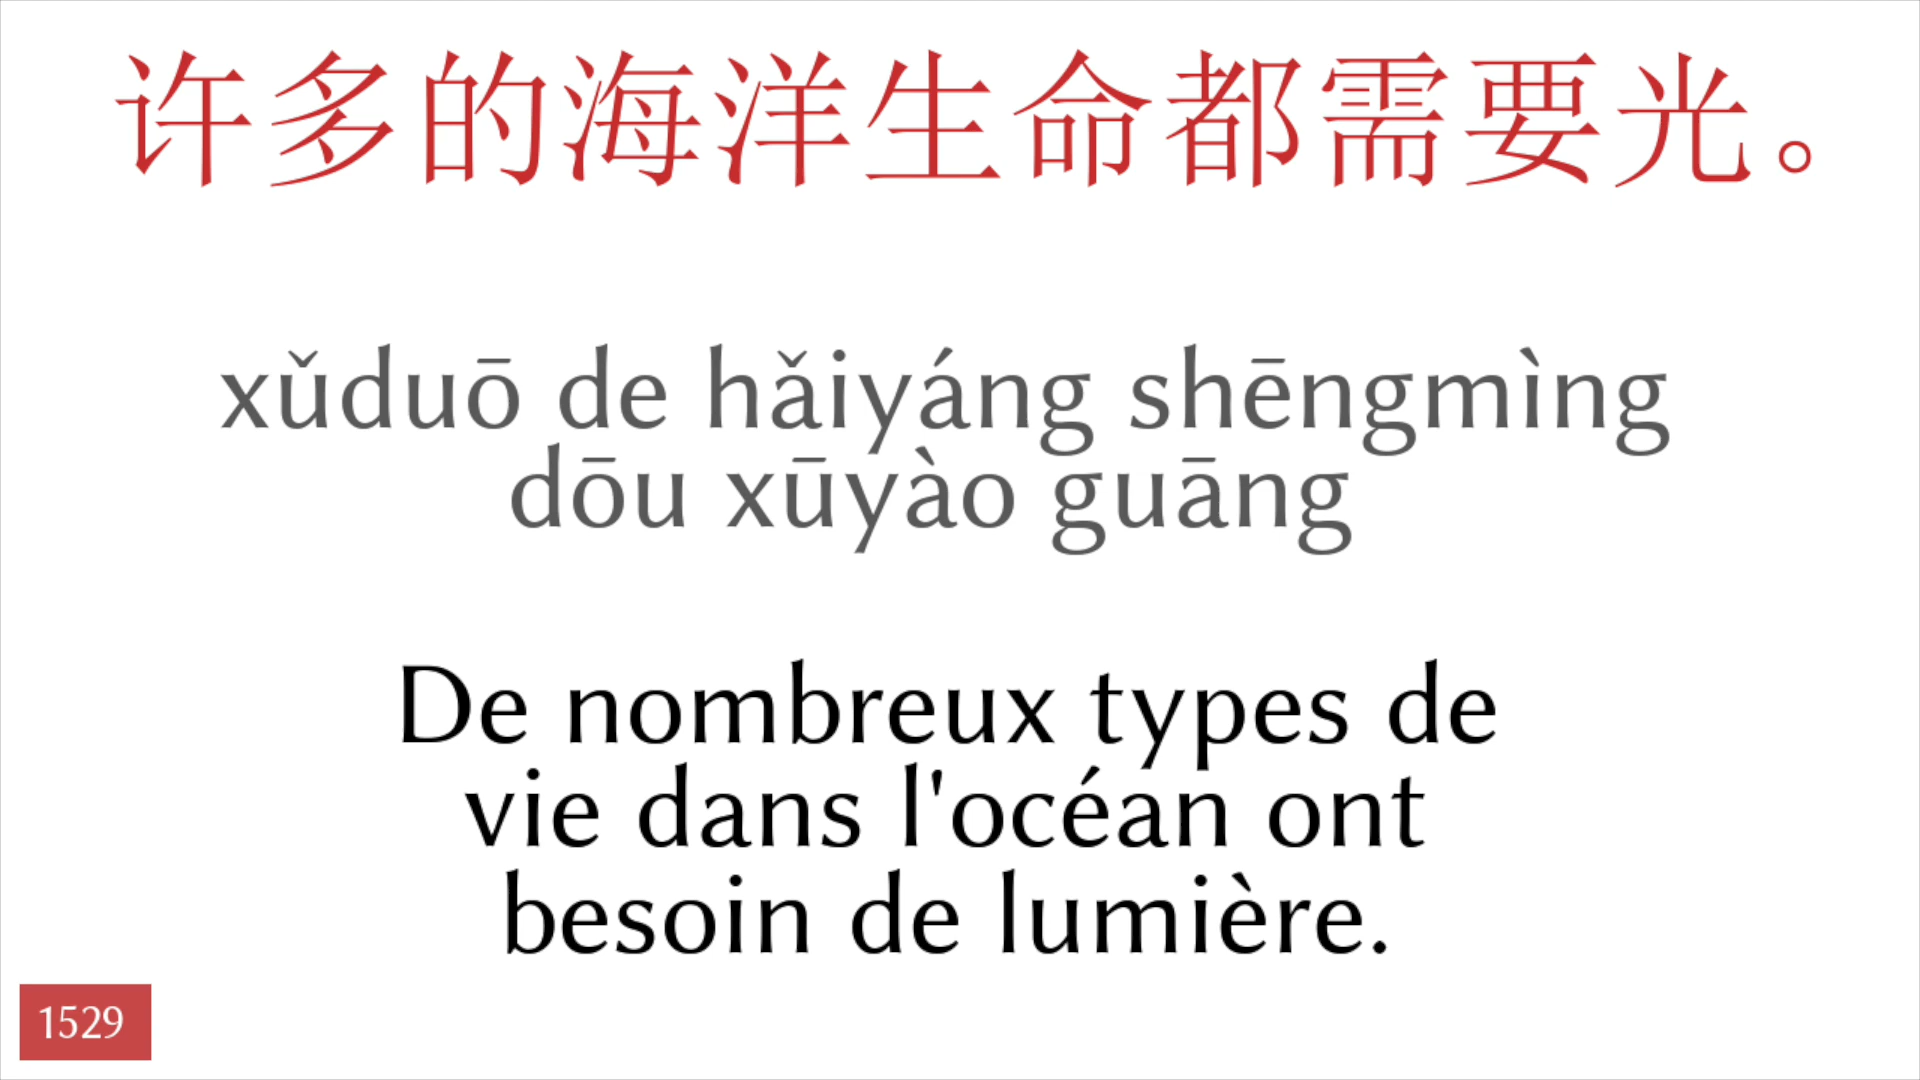 许多的海洋生命都需要光。
xǔduō de hǎiyáng shēngmìng
dōu xūyào guāng
De nombreux types de
vie dans l'océan ont
besoin de lumière.
1529